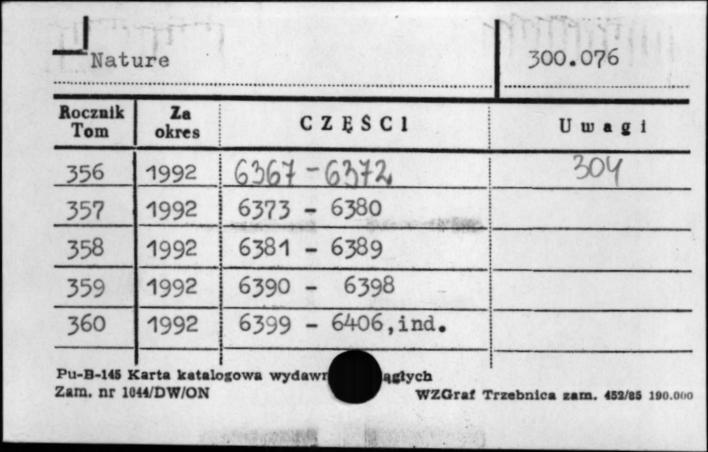 Nature
300.076
Rocznik Tom Za okres CZĘŚCI Uwagi
356 1992 6367 - 6372 304
357 1992 6373 - 6380
358 1992 6381 - 6389
359 1992 6390 - 6398
360 1992 6399 - 6406,ind.
Pu-B-145 Karta katalogowa wydawn ągłych
Zam. nr 1044/DW/ON
WZGraf Trzebnica zam. 452/85 190.000